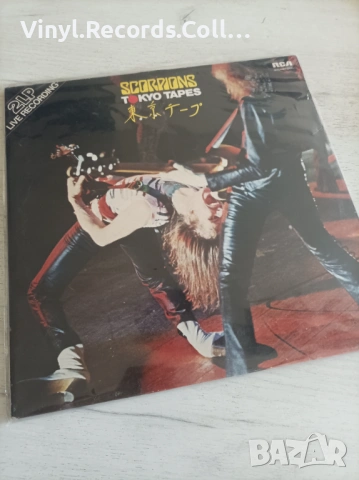 Vinyl.Records.Coll...
2LP
LIVE RECORDING
SCORPIONS
TOKYO TAPES
東京テープ
RCA
BAZAR